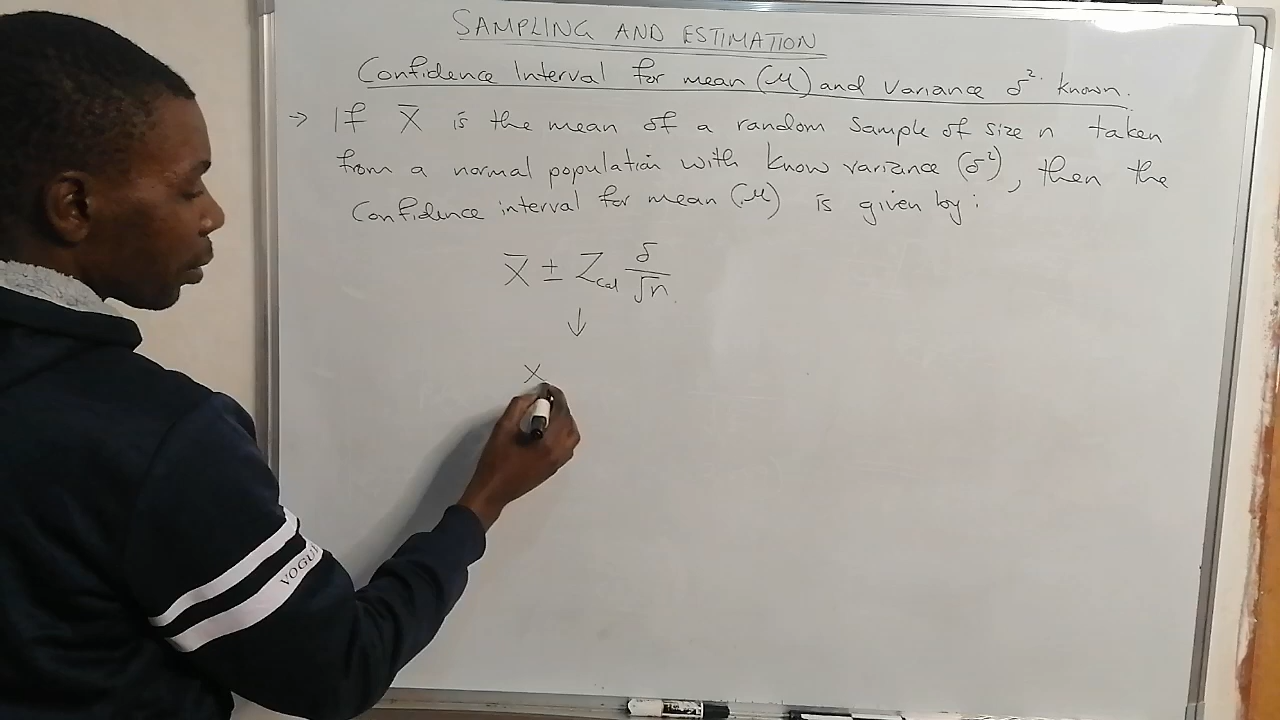 SAMPLING AND ESTIMATION
Confidence Interval for mean (μ) and Variance δ² known.
→ If X̄ is the mean of a random sample of size n taken
from a normal population with know variance (δ²), then the
Confidence interval for mean (μ) is given by:
X̄ ± Z_cal δ/√n
↓
X
VOGU